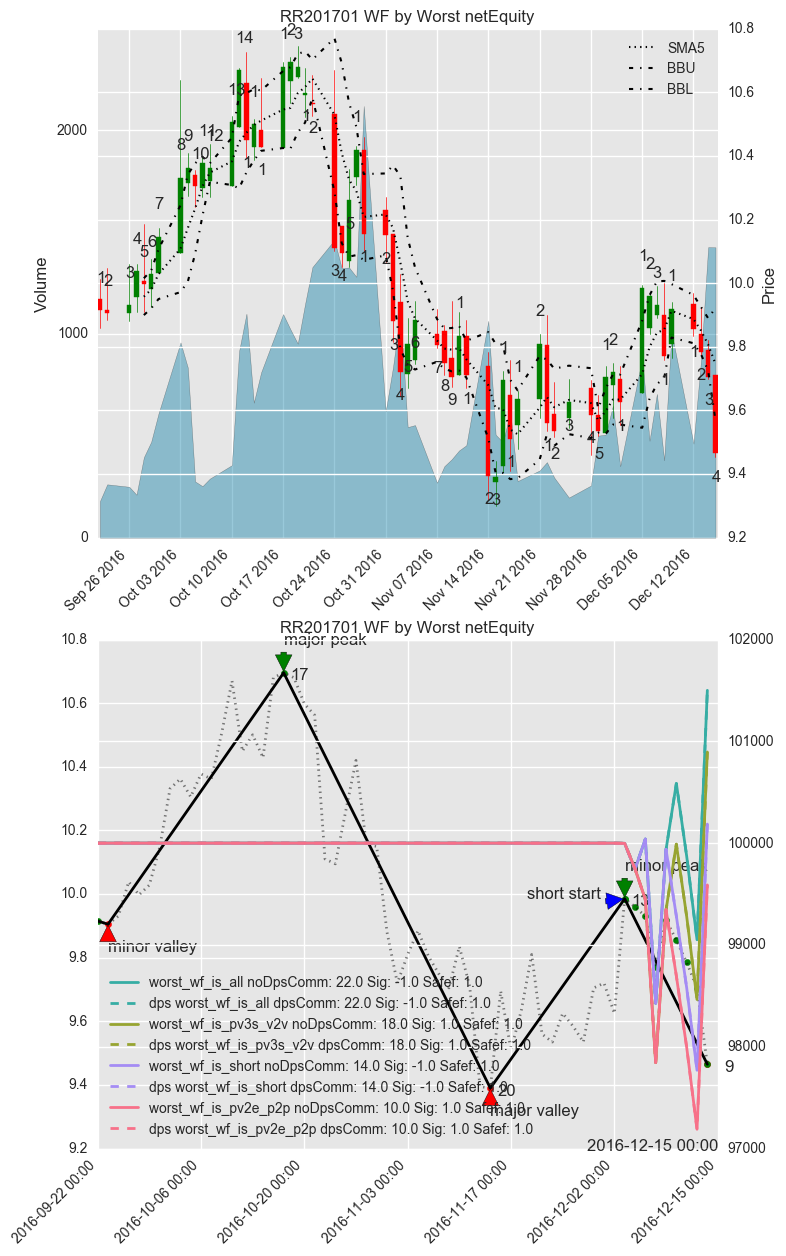 RR201701 WF by Worst netEquity
SMA5
BBU
BBL
Volume
Price
2000
1000
0
10.8
10.6
10.4
10.2
10.0
9.8
9.6
9.4
9.2
Sep 26 2016
Oct 03 2016
Oct 10 2016
Oct 17 2016
Oct 24 2016
Oct 31 2016
Nov 07 2016
Nov 14 2016
Nov 21 2016
Nov 28 2016
Dec 05 2016
Dec 12 2016
RR201701 WF by Worst netEquity
major peak
17
minor peak
short start
13
minor valley
worst_wf_is_all noDpsComm: 22.0 Sig: -1.0 Safef: 1.0
dps worst_wf_is_all dpsComm: 22.0 Sig: -1.0 Safef: 1.0
worst_wf_is_pv3s_v2v noDpsComm: 18.0 Sig: 1.0 Safef: 1.0
dps worst_wf_is_pv3s_v2v dpsComm: 18.0 Sig: 1.0 Safef: 1.0
worst_wf_is_short noDpsComm: 14.0 Sig: -1.0 Safef: 1.0
dps worst_wf_is_short dpsComm: 14.0 Sig: -1.0 Safef: 1.0
worst_wf_is_pv2e_p2p noDpsComm: 10.0 Sig: 1.0 Safef: 1.0
dps worst_wf_is_pv2e_p2p dpsComm: 10.0 Sig: 1.0 Safef: 1.0
20
major valley
9
2016-12-15 00:00
10.8
10.6
10.4
10.2
10.0
9.8
9.6
9.4
9.2
102000
101000
100000
99000
98000
97000
2016-09-22 00:00
2016-10-06 00:00
2016-10-20 00:00
2016-11-03 00:00
2016-11-17 00:00
2016-12-02 00:00
2016-12-15 00:00